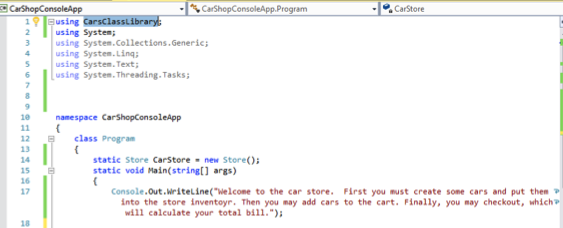 CarShopConsoleApp CarShopConsoleApp.Program CarStore
1 using CarsClassLibrary;
2 using System;
3 using System.Collections.Generic;
4 using System.Linq;
5 using System.Text;
6 using System.Threading.Tasks;
7
8
9
10 namespace CarShopConsoleApp
11 {
12 class Program
13 {
14 static Store CarStore = new Store();
15 static void Main(string[] args)
16 {
17 Console.Out.WriteLine("Welcome to the car store.  First you must create some cars and put them
into the store inventoyr. Then you may add cars to the cart. Finally, you may checkout, which
will calculate your total bill.");
18